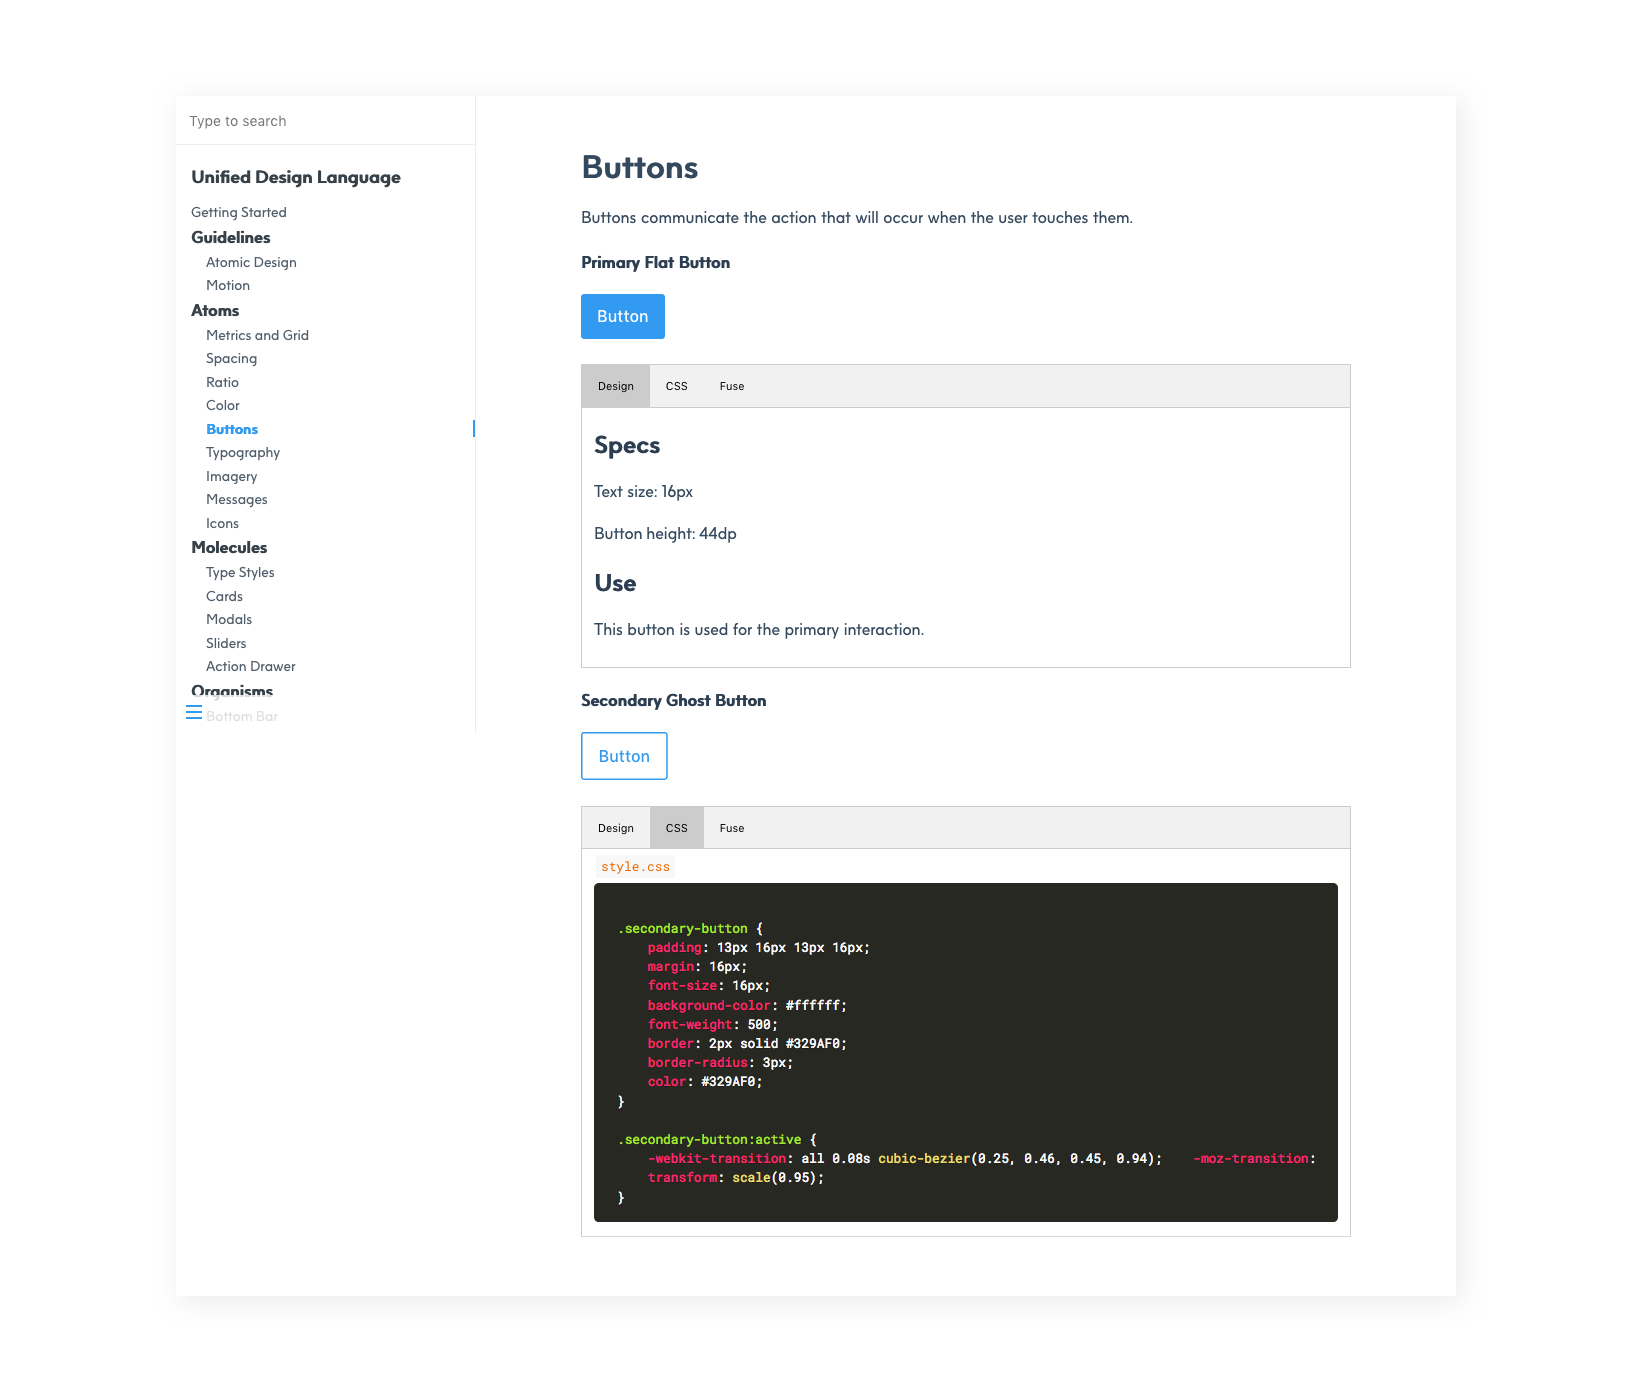 Type to search
Unified Design Language
Getting Started
Guidelines
Atomic Design
Motion
Atoms
Metrics and Grid
Spacing
Ratio
Color
Buttons
Typography
Imagery
Messages
Icons
Molecules
Type Styles
Cards
Modals
Sliders
Action Drawer
Organisms
Bottom Bar
Buttons
Buttons communicate the action that will occur when the user touches them.
Primary Flat Button
Button
Design CSS Fuse
Specs
Text size: 16px
Button height: 44dp
Use
This button is used for the primary interaction.
Secondary Ghost Button
Button
Design CSS Fuse
style.css
.secondary-button {
    padding: 13px 16px 13px 16px;
    margin: 16px;
    font-size: 16px;
    background-color: #ffffff;
    font-weight: 500;
    border: 2px solid #329AF0;
    border-radius: 3px;
    color: #329AF0;
}
.secondary-button:active {
    -webkit-transition: all 0.08s cubic-bezier(0.25, 0.46, 0.45, 0.94);    -moz-transition:
    transform: scale(0.95);
}